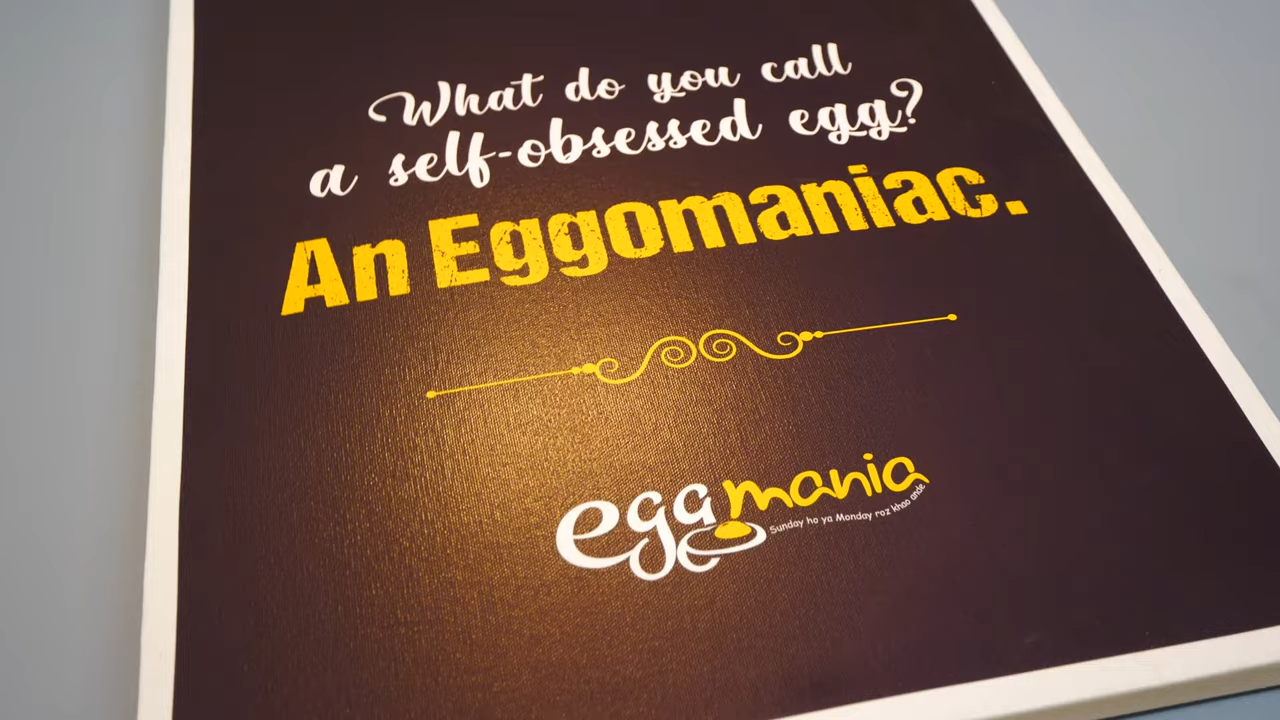 What do you call
a self-obsessed egg?
An Eggomaniac.
eggmania
Sunday ho ya Monday roz khao ande